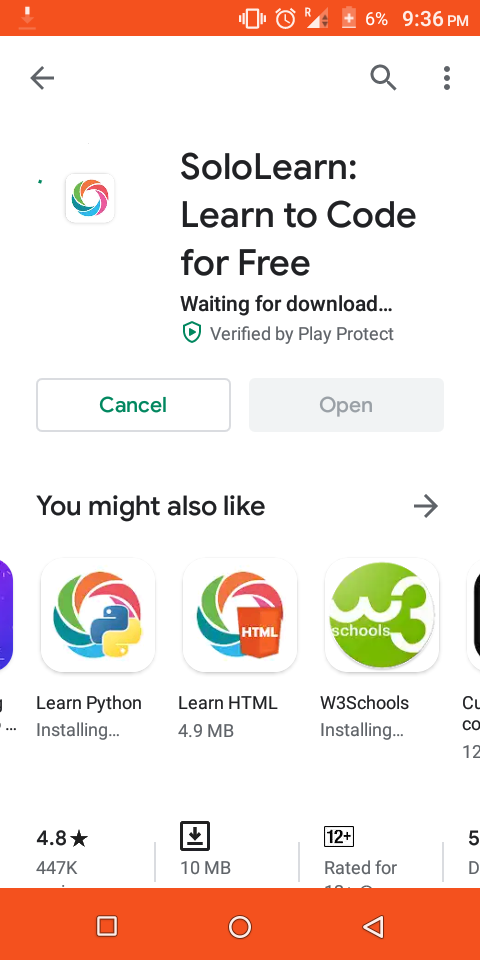 R 6% 9:36 PM
SoloLearn:
Learn to Code
for Free
Waiting for download...
Verified by Play Protect
Cancel
Open
You might also like
HTML
W3
schools
g
...
Learn Python
Installing...
Learn HTML
4.9 MB
W3Schools
Installing...
Cu
co
12
4.8★
447K
10 MB
12+
Rated for
5
D